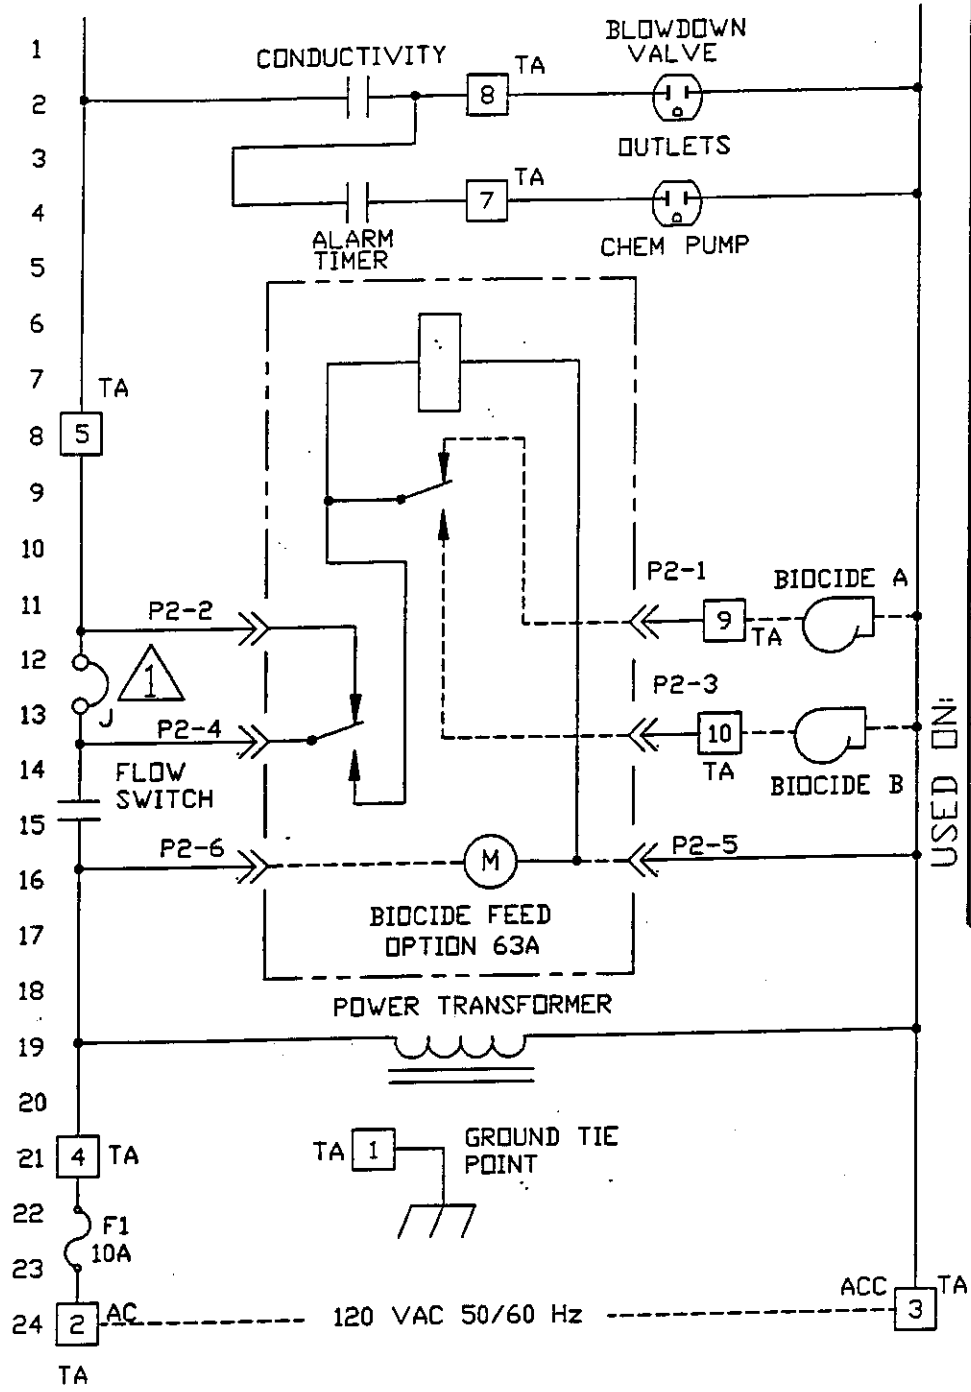 1
BLOWDOWN
VALVE
CONDUCTIVITY
TA
2
8
3
OUTLETS
TA
4
7
ALARM
TIMER
CHEM PUMP
5
6
7
TA
8
5
9
10
P2-1
BIOCIDE A
11
P2-2
9
TA
12
1
P2-3
13
J
P2-4
10
14
FLOW
SWITCH
TA
BIOCIDE B
USED ON:
15
P2-6
M
P2-5
16
BIOCIDE FEED
OPTION 63A
17
18
POWER TRANSFORMER
19
20
21
4
TA
TA
1
GROUND TIE
POINT
22
F1
10A
23
ACC
TA
24
2
AC
120 VAC 50/60 Hz
3
TA